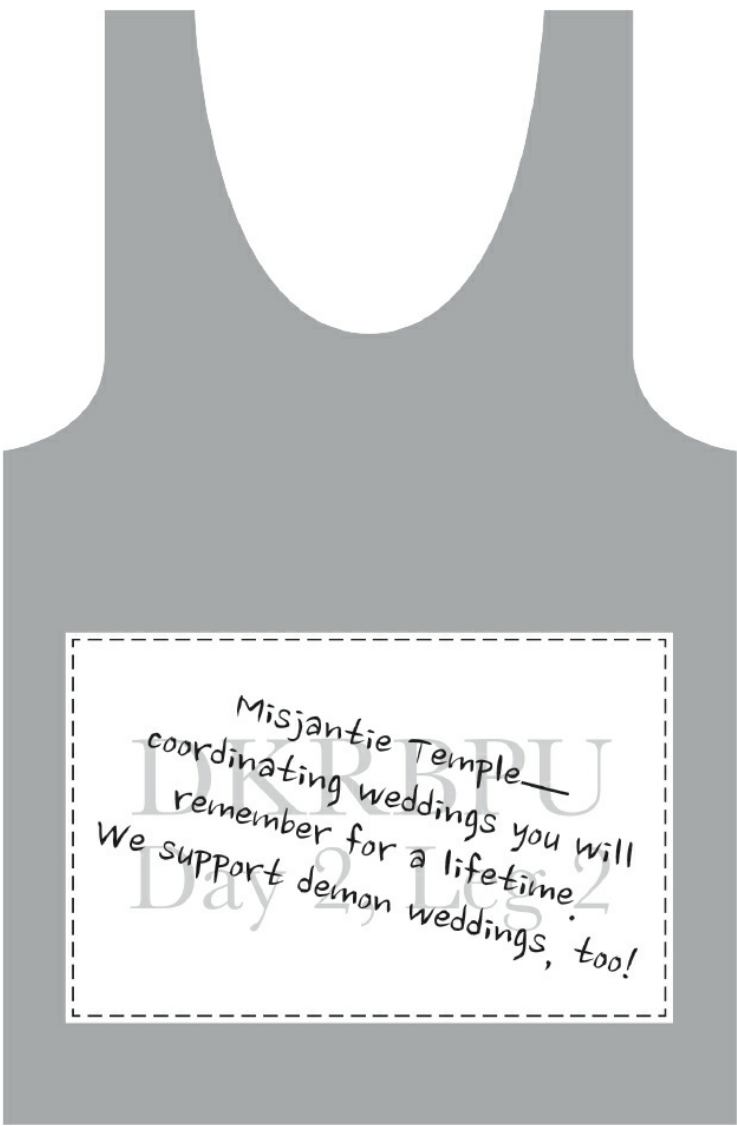 Misjantie Temple—
coordinating weddings you will
remember for a lifetime.
We support demon weddings, too!
DKRBPU
Day 2, Leg 2